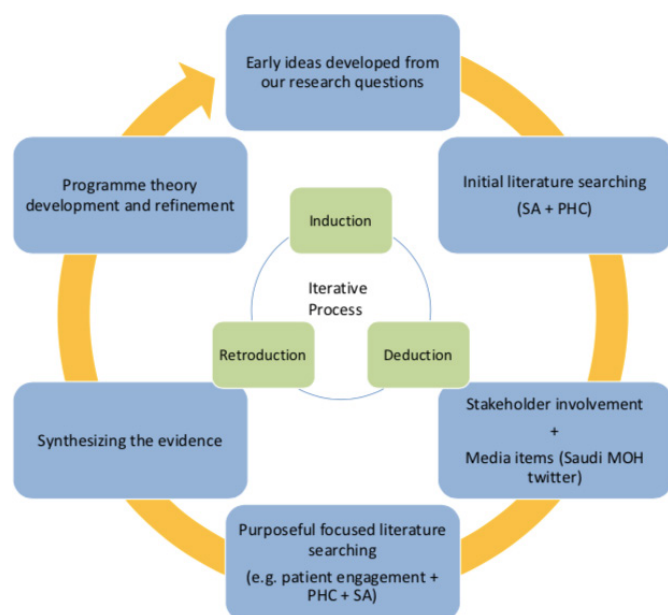 Early ideas developed from
our research questions
Initial literature searching
(SA + PHC)
Stakeholder involvement
+
Media items (Saudi MOH
twitter)
Purposeful focused literature
searching
(e.g. patient engagement +
PHC + SA)
Synthesizing the evidence
Programme theory
development and refinement
Induction
Iterative
Process
Retroduction
Deduction